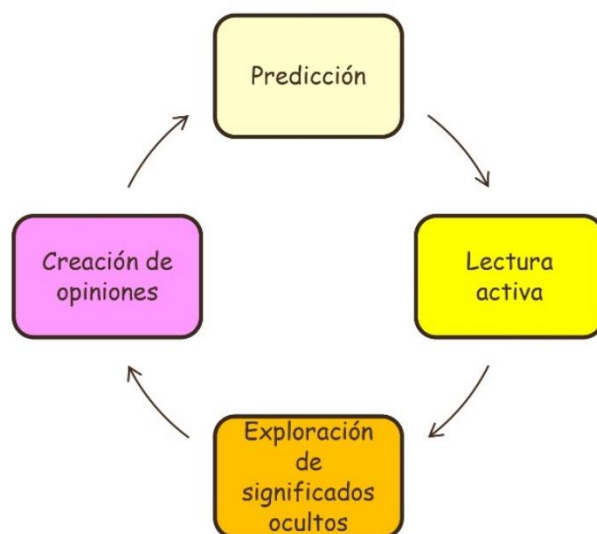 Predicción
Lectura
activa
Exploración
de
significados
ocultos
Creación de
opiniones